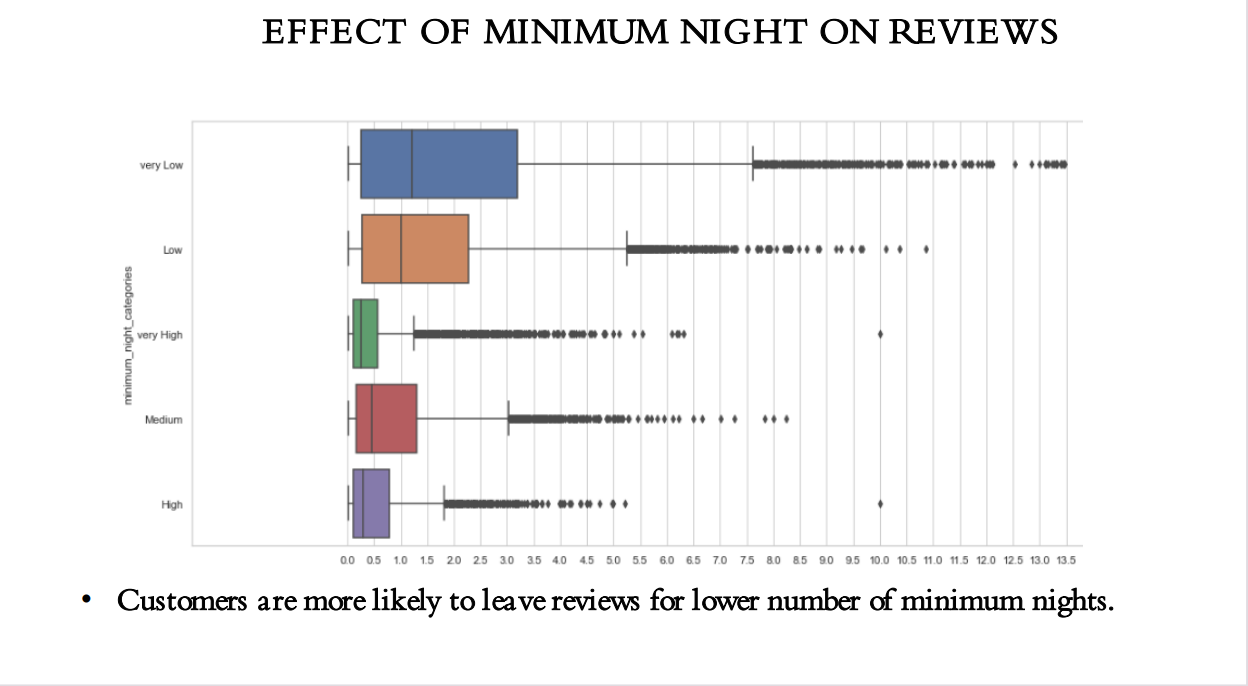 EFFECT OF MINIMUM NIGHT ON REVIEWS
very Low
Low
very High
Medium
High
minimum_night_categories
0.0 0.5 1.0 1.5 2.0 2.5 3.0 3.5 4.0 4.5 5.0 5.5 6.0 6.5 7.0 7.5 8.0 8.5 9.0 9.5 10.0 10.5 11.0 11.5 12.0 12.5 13.0 13.5
• Customers are more likely to leave reviews for lower number of minimum nights.